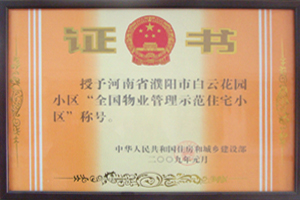 证 书
授予河南省濮阳市白云花园
小区“全国物业管理示范住宅小
区”称号。
中华人民共和国住房和城乡建设部
二〇〇九年元月